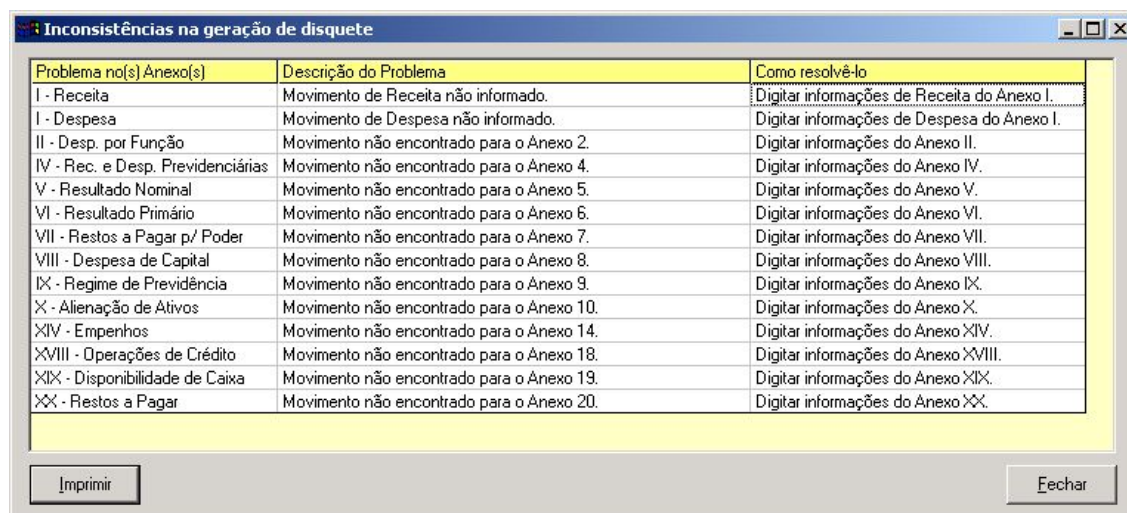 Inconsistências na geração de disquete
Problema no(s) Anexo(s) Descrição do Problema Como resolvê-lo
I - Receita Movimento de Receita não informado. Digitar informações de Receita do Anexo I.
I - Despesa Movimento de Despesa não informado. Digitar informações de Despesa do Anexo I.
II - Desp. por Função Movimento não encontrado para o Anexo 2. Digitar informações do Anexo II.
IV - Rec. e Desp. Previdenciárias Movimento não encontrado para o Anexo 4. Digitar informações do Anexo IV.
V - Resultado Nominal Movimento não encontrado para o Anexo 5. Digitar informações do Anexo V.
VI - Resultado Primário Movimento não encontrado para o Anexo 6. Digitar informações do Anexo VI.
VII - Restos a Pagar p/ Poder Movimento não encontrado para o Anexo 7. Digitar informações do Anexo VII.
VIII - Despesa de Capital Movimento não encontrado para o Anexo 8. Digitar informações do Anexo VIII.
IX - Regime de Previdência Movimento não encontrado para o Anexo 9. Digitar informações do Anexo IX.
X - Alienação de Ativos Movimento não encontrado para o Anexo 10. Digitar informações do Anexo X.
XIV - Empenhos Movimento não encontrado para o Anexo 14. Digitar informações do Anexo XIV.
XVIII - Operações de Crédito Movimento não encontrado para o Anexo 18. Digitar informações do Anexo XVIII.
XIX - Disponibilidade de Caixa Movimento não encontrado para o Anexo 19. Digitar informações do Anexo XIX.
XX - Restos a Pagar Movimento não encontrado para o Anexo 20. Digitar informações do Anexo XX.
Imprimir Fechar